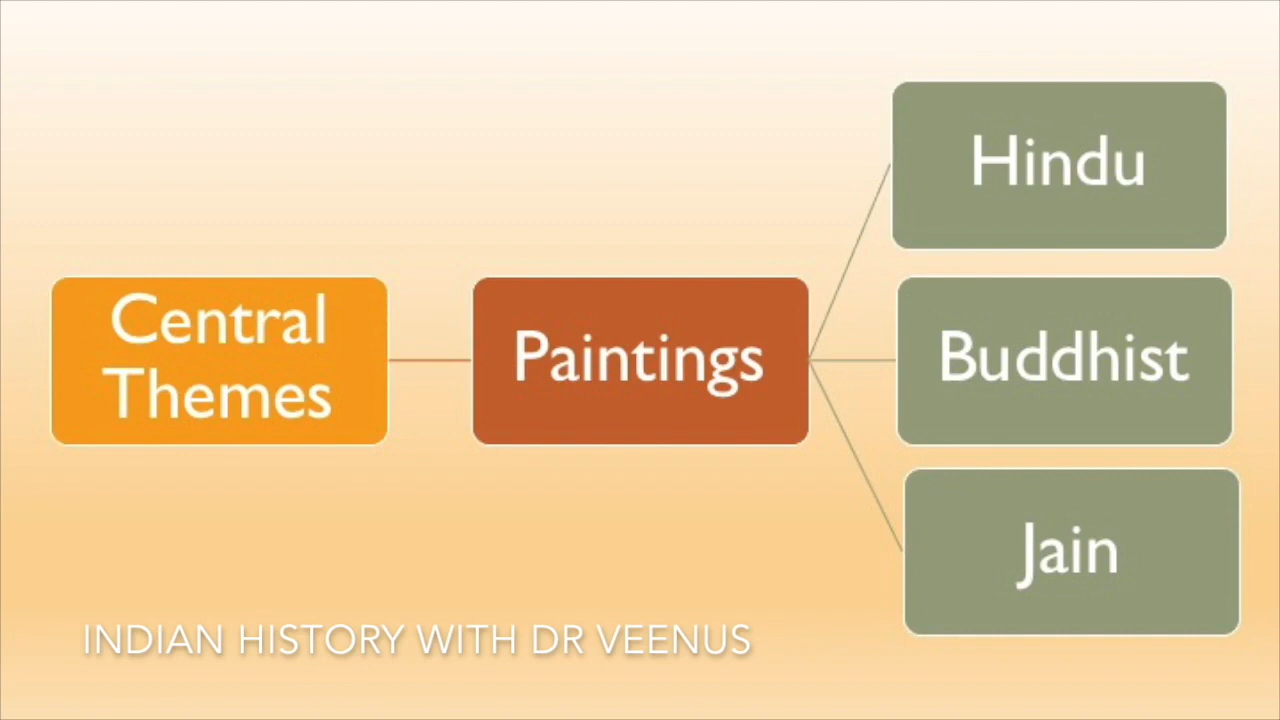 Central
Themes
Paintings
Hindu
Buddhist
Jain
INDIAN HISTORY WITH DR VEENUS